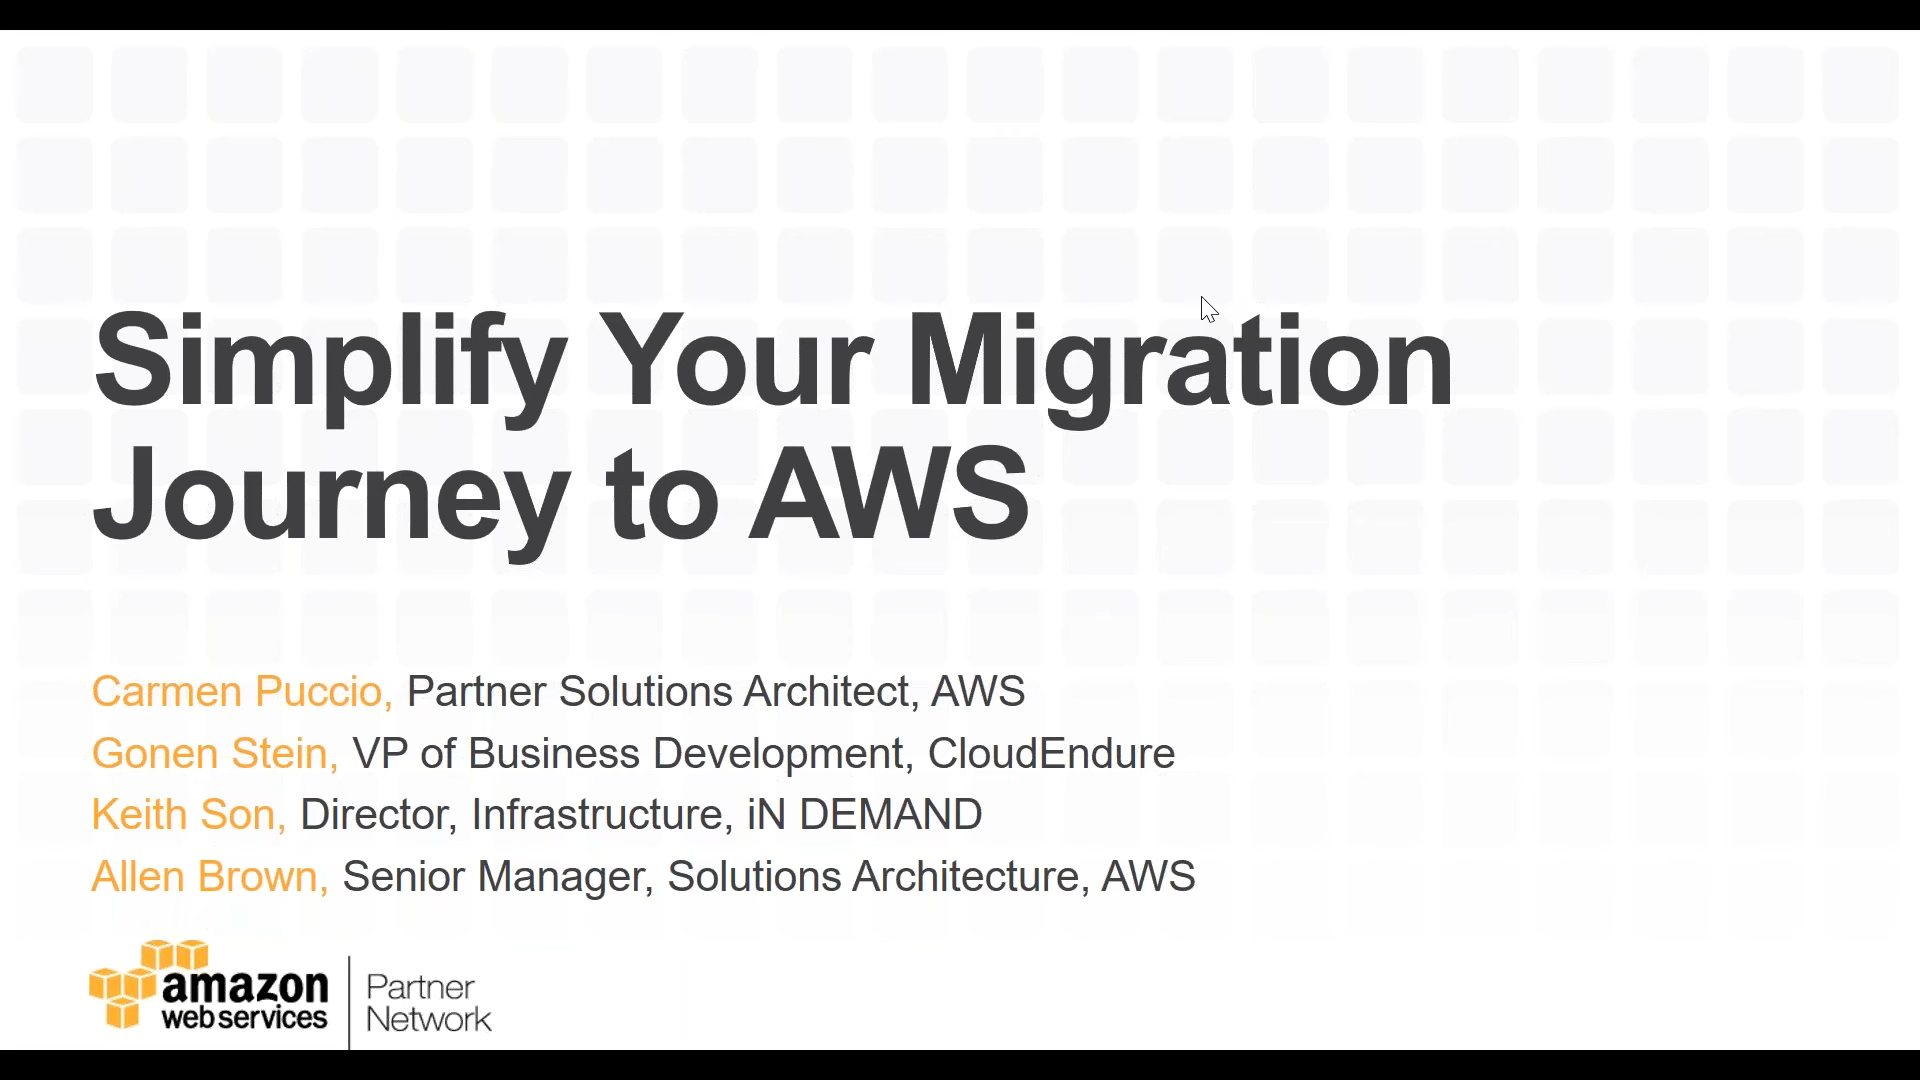 Simplify Your Migration
Journey to AWS
Carmen Puccio, Partner Solutions Architect, AWS
Gonen Stein, VP of Business Development, CloudEndure
Keith Son, Director, Infrastructure, iN DEMAND
Allen Brown, Senior Manager, Solutions Architecture, AWS
amazon
web services
Partner
Network